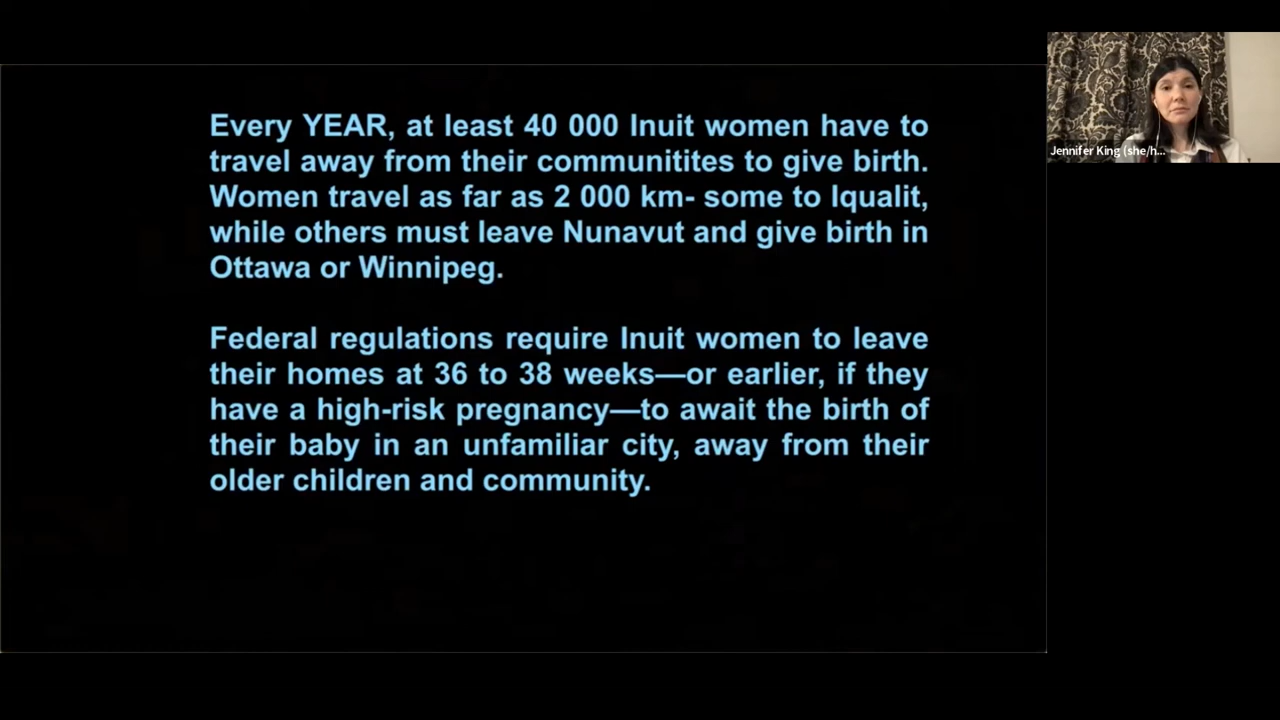 Every YEAR, at least 40 000 Inuit women have to
travel away from their communitites to give birth.
Women travel as far as 2 000 km- some to Iqualit,
while others must leave Nunavut and give birth in
Ottawa or Winnipeg.
Federal regulations require Inuit women to leave
their homes at 36 to 38 weeks—or earlier, if they
have a high-risk pregnancy—to await the birth of
their baby in an unfamiliar city, away from their
older children and community.
Jennifer King (she/h...